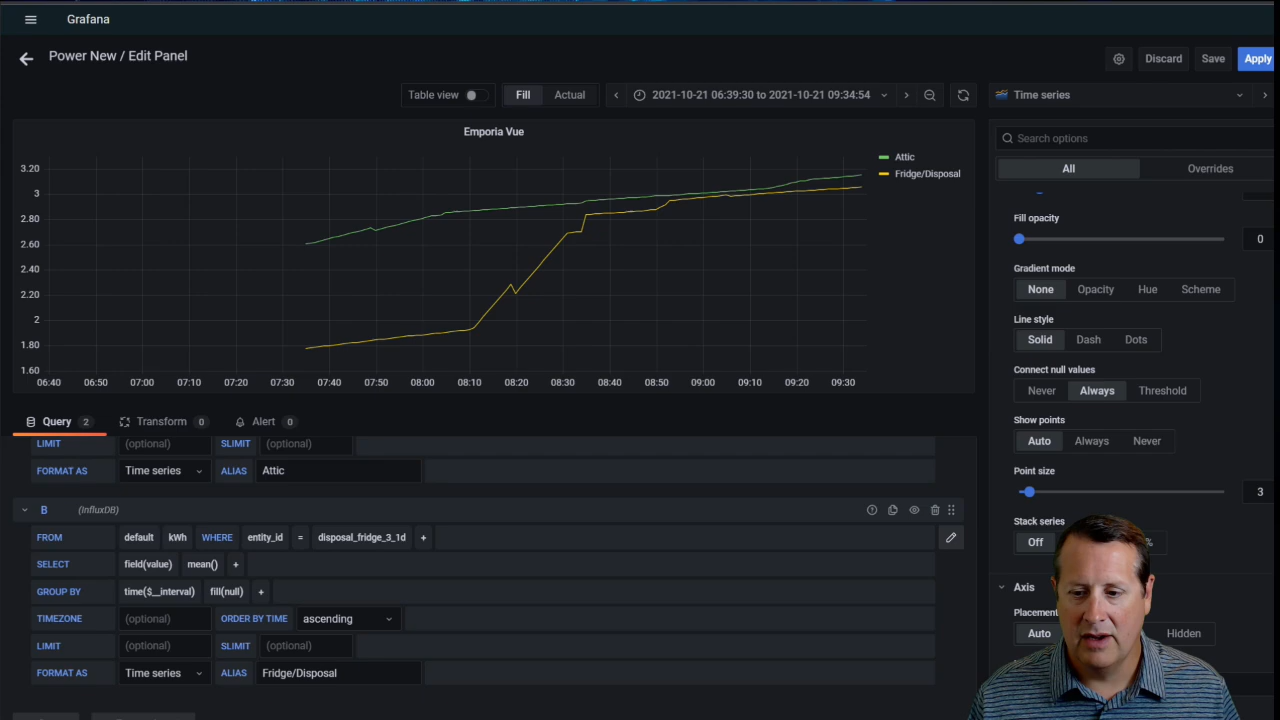 Grafana
Power New / Edit Panel
Discard Save Apply
Table view Fill Actual 2021-10-21 06:39:30 to 2021-10-21 09:34:54 Time series
Emporia Vue
Search options
All Overrides
Attic
Fridge/Disposal
3.20
3
2.80
2.60
2.40
2.20
2
1.80
1.60
06:40 06:50 07:00 07:10 07:20 07:30 07:40 07:50 08:00 08:10 08:20 08:30 08:40 08:50 09:00 09:10 09:20 09:30
Fill opacity
0
Gradient mode
None Opacity Hue Scheme
Line style
Solid Dash Dots
Connect null values
Never Always Threshold
Show points
Auto Always Never
Point size
3
Stack series
Off %
Axis
Placement
Auto Hidden
Query 2 Transform 0 Alert 0
LIMIT (optional) SLIMIT (optional)
FORMAT AS Time series ALIAS Attic
B (InfluxDB)
FROM default kWh WHERE entity_id = disposal_fridge_3_1d +
SELECT field(value) mean() +
GROUP BY time($__interval) fill(null) +
TIMEZONE (optional) ORDER BY TIME ascending
LIMIT (optional) SLIMIT (optional)
FORMAT AS Time series ALIAS Fridge/Disposal